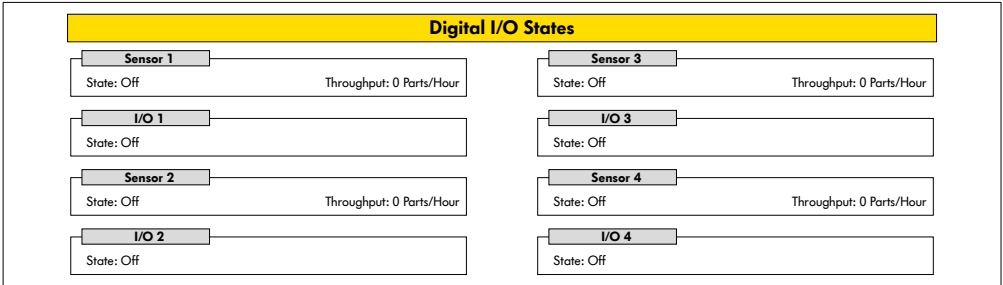 Digital I/O States
Sensor 1
State: Off Throughput: 0 Parts/Hour
I/O 1
State: Off
Sensor 2
State: Off Throughput: 0 Parts/Hour
I/O 2
State: Off
Sensor 3
State: Off Throughput: 0 Parts/Hour
I/O 3
State: Off
Sensor 4
State: Off Throughput: 0 Parts/Hour
I/O 4
State: Off